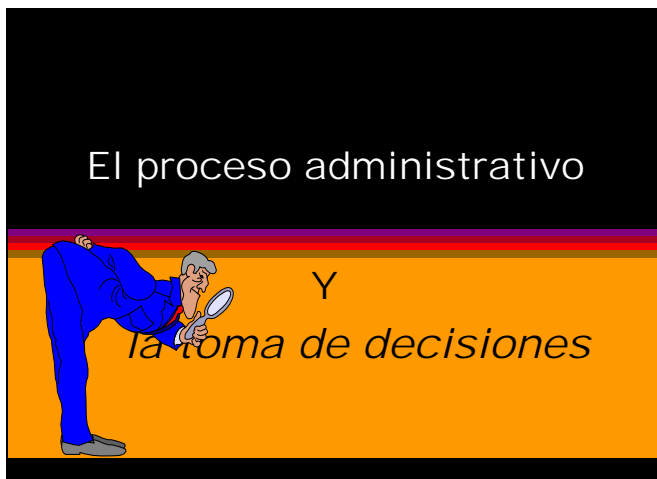 El proceso administrativo
Y
la toma de decisiones